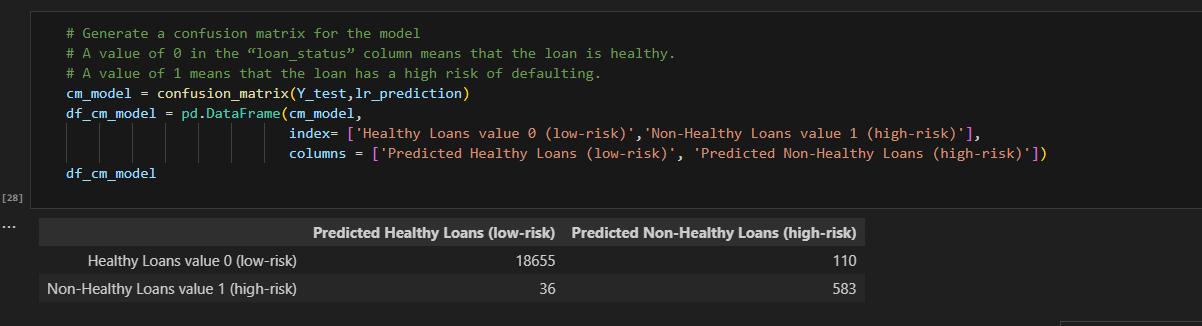 # Generate a confusion matrix for the model
# A value of 0 in the “loan_status” column means that the loan is healthy.
# A value of 1 means that the loan has a high risk of defaulting.
cm_model = confusion_matrix(Y_test,lr_prediction)
df_cm_model = pd.DataFrame(cm_model,
index= ['Healthy Loans value 0 (low-risk)','Non-Healthy Loans value 1 (high-risk)'],
columns = ['Predicted Healthy Loans (low-risk)', 'Predicted Non-Healthy Loans (high-risk)'])
df_cm_model
[28]
...
Predicted Healthy Loans (low-risk) Predicted Non-Healthy Loans (high-risk)
Healthy Loans value 0 (low-risk) 18655 110
Non-Healthy Loans value 1 (high-risk) 36 583